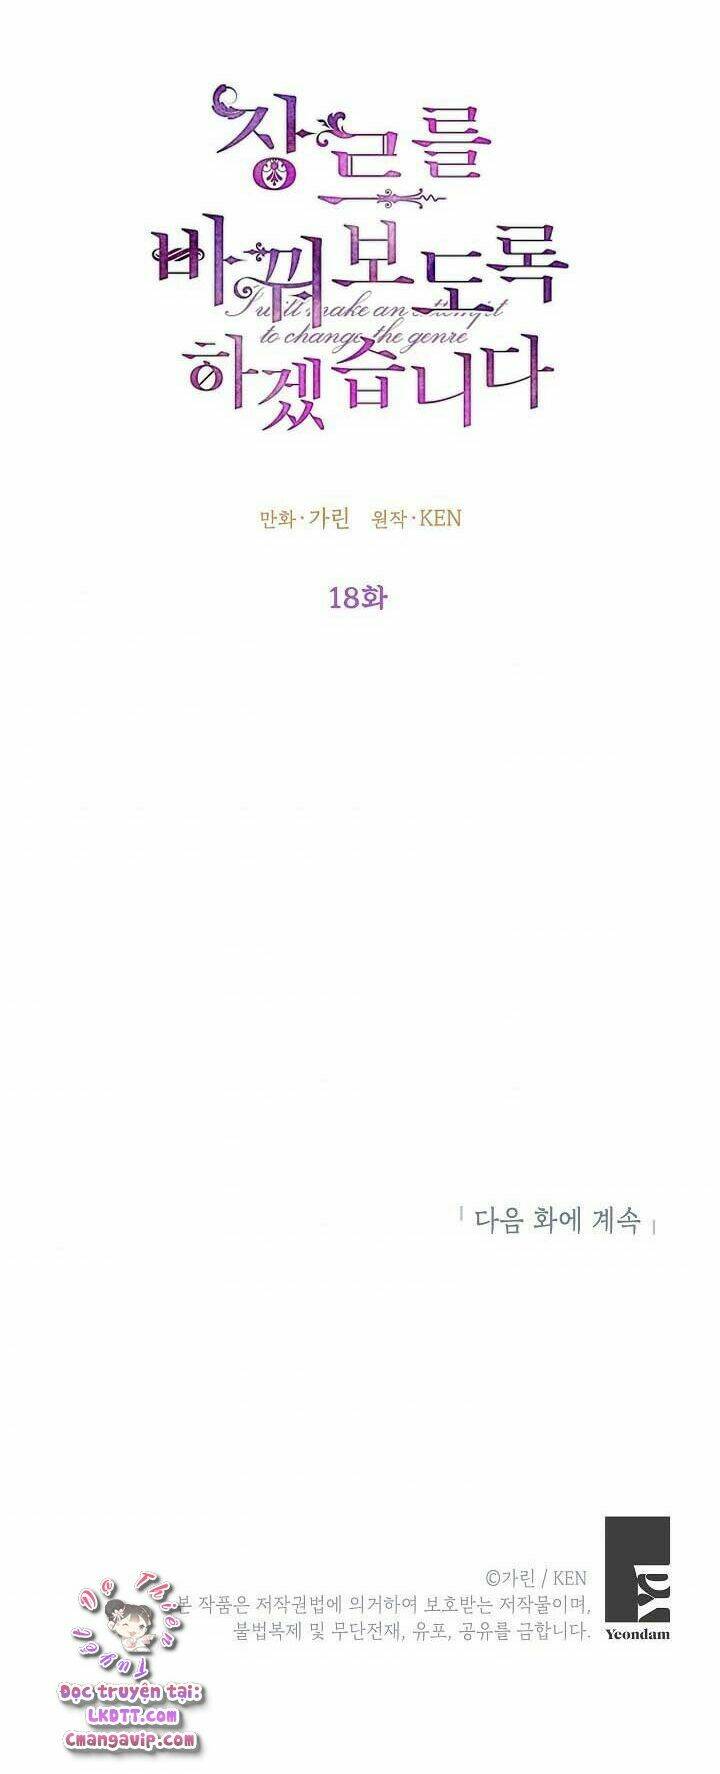 장르를
바꿔보도록
I will make an attempt
to change the genre
하겠습니다
만화·가린 원작·KEN
18화
「다음 화에 계속」
©가린 / KEN
본 작품은 저작권법에 의거하여 보호받는 저작물이며,
불법복제 및 무단전재, 유포, 공유를 금합니다.
Ya
Yeondam
Dạ Thiên Tuyết
Đọc truyện tại:
LKDTT.com
Cmangavip.com